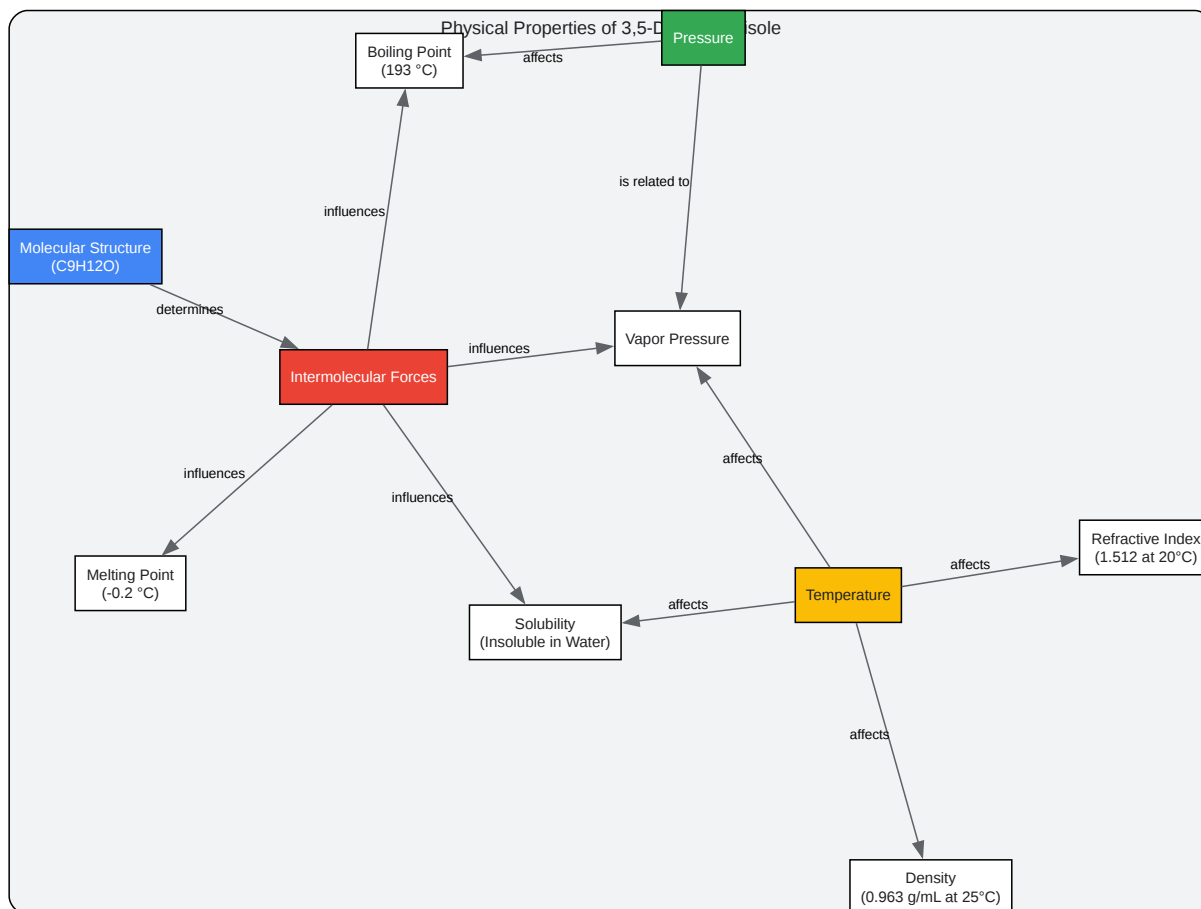 Physical Properties of 3,5-D isole
Pressure
Boiling Point
(193 °C)
affects
is related to
influences
Molecular Structure
(C9H12O)
determines
Vapor Pressure
influences
Intermolecular Forces
affects
influences
influences
Refractive Index
(1.512 at 20°C)
affects
Melting Point
(-0.2 °C)
Temperature
affects
Solubility
(Insoluble in Water)
affects
Density
(0.963 g/mL at 25°C)